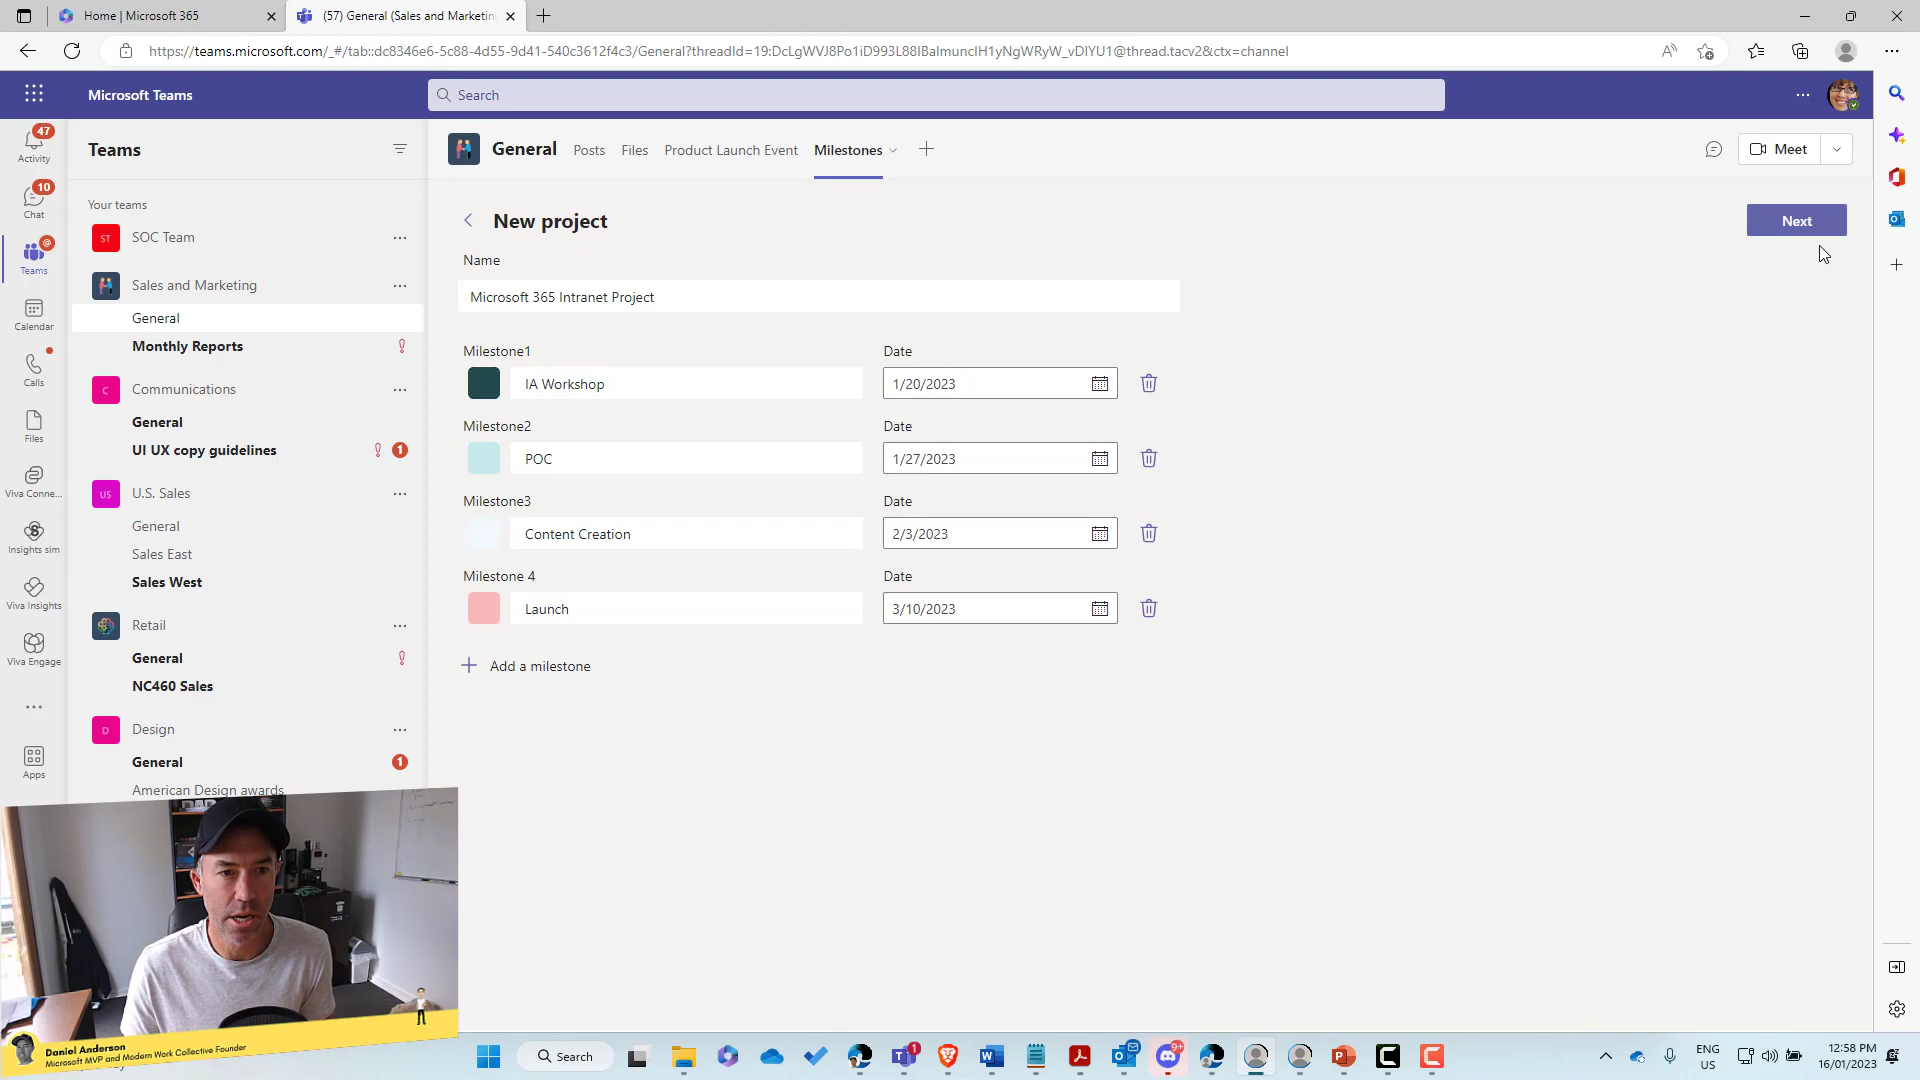 Home | Microsoft 365
(57) General (Sales and Marketin
https://teams.microsoft.com/_#/tab::dc8346e6-5c88-4d55-9d41-540c3612f4c3/General?threadId=19:DcLgWVJ8Po1iD993L88IBaImuncIH1yNgWRyW_vDIYU1@thread.tacv2&ctx=channel
Microsoft Teams
Search
47
Activity
10
Chat
Teams
Calendar
Calls
Files
Viva Conne...
Insights sim
Viva Insights
Viva Engage
Apps
Teams
Your teams
ST SOC Team
Sales and Marketing
General
Monthly Reports
C Communications
General
UI UX copy guidelines 1
US U.S. Sales
General
Sales East
Sales West
Retail
General
NC460 Sales
D Design
General 1
American Design awards
General Posts Files Product Launch Event Milestones
Meet
New project
Next
Name
Microsoft 365 Intranet Project
Milestone1 Date
IA Workshop 1/20/2023
Milestone2 Date
POC 1/27/2023
Milestone3 Date
Content Creation 2/3/2023
Milestone 4 Date
Launch 3/10/2023
Add a milestone
Daniel Anderson
Microsoft MVP and Modern Work Collective Founder
Search
1
9+
ENG
US
12:58 PM
16/01/2023